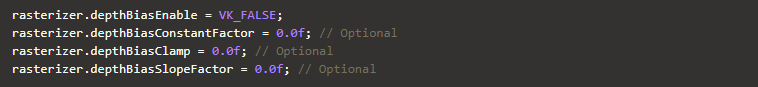 rasterizer.depthBiasEnable = VK_FALSE;
rasterizer.depthBiasConstantFactor = 0.0f; // Optional
rasterizer.depthBiasClamp = 0.0f; // Optional
rasterizer.depthBiasSlopeFactor = 0.0f; // Optional